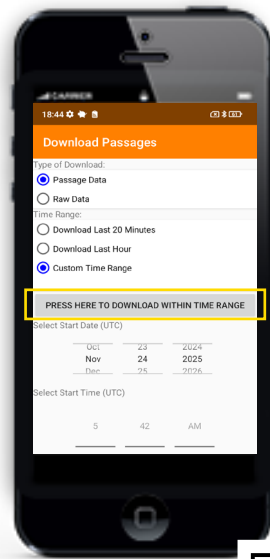 CARRIER
18:44
61
Download Passages
Type of Download:
Passage Data
Raw Data
Time Range:
Download Last 20 Minutes
Download Last Hour
Custom Time Range
PRESS HERE TO DOWNLOAD WITHIN TIME RANGE
Select Start Date (UTC)
Oct 23 2024
Nov 24 2025
Dec 25 2026
Select Start Time (UTC)
5 42 AM